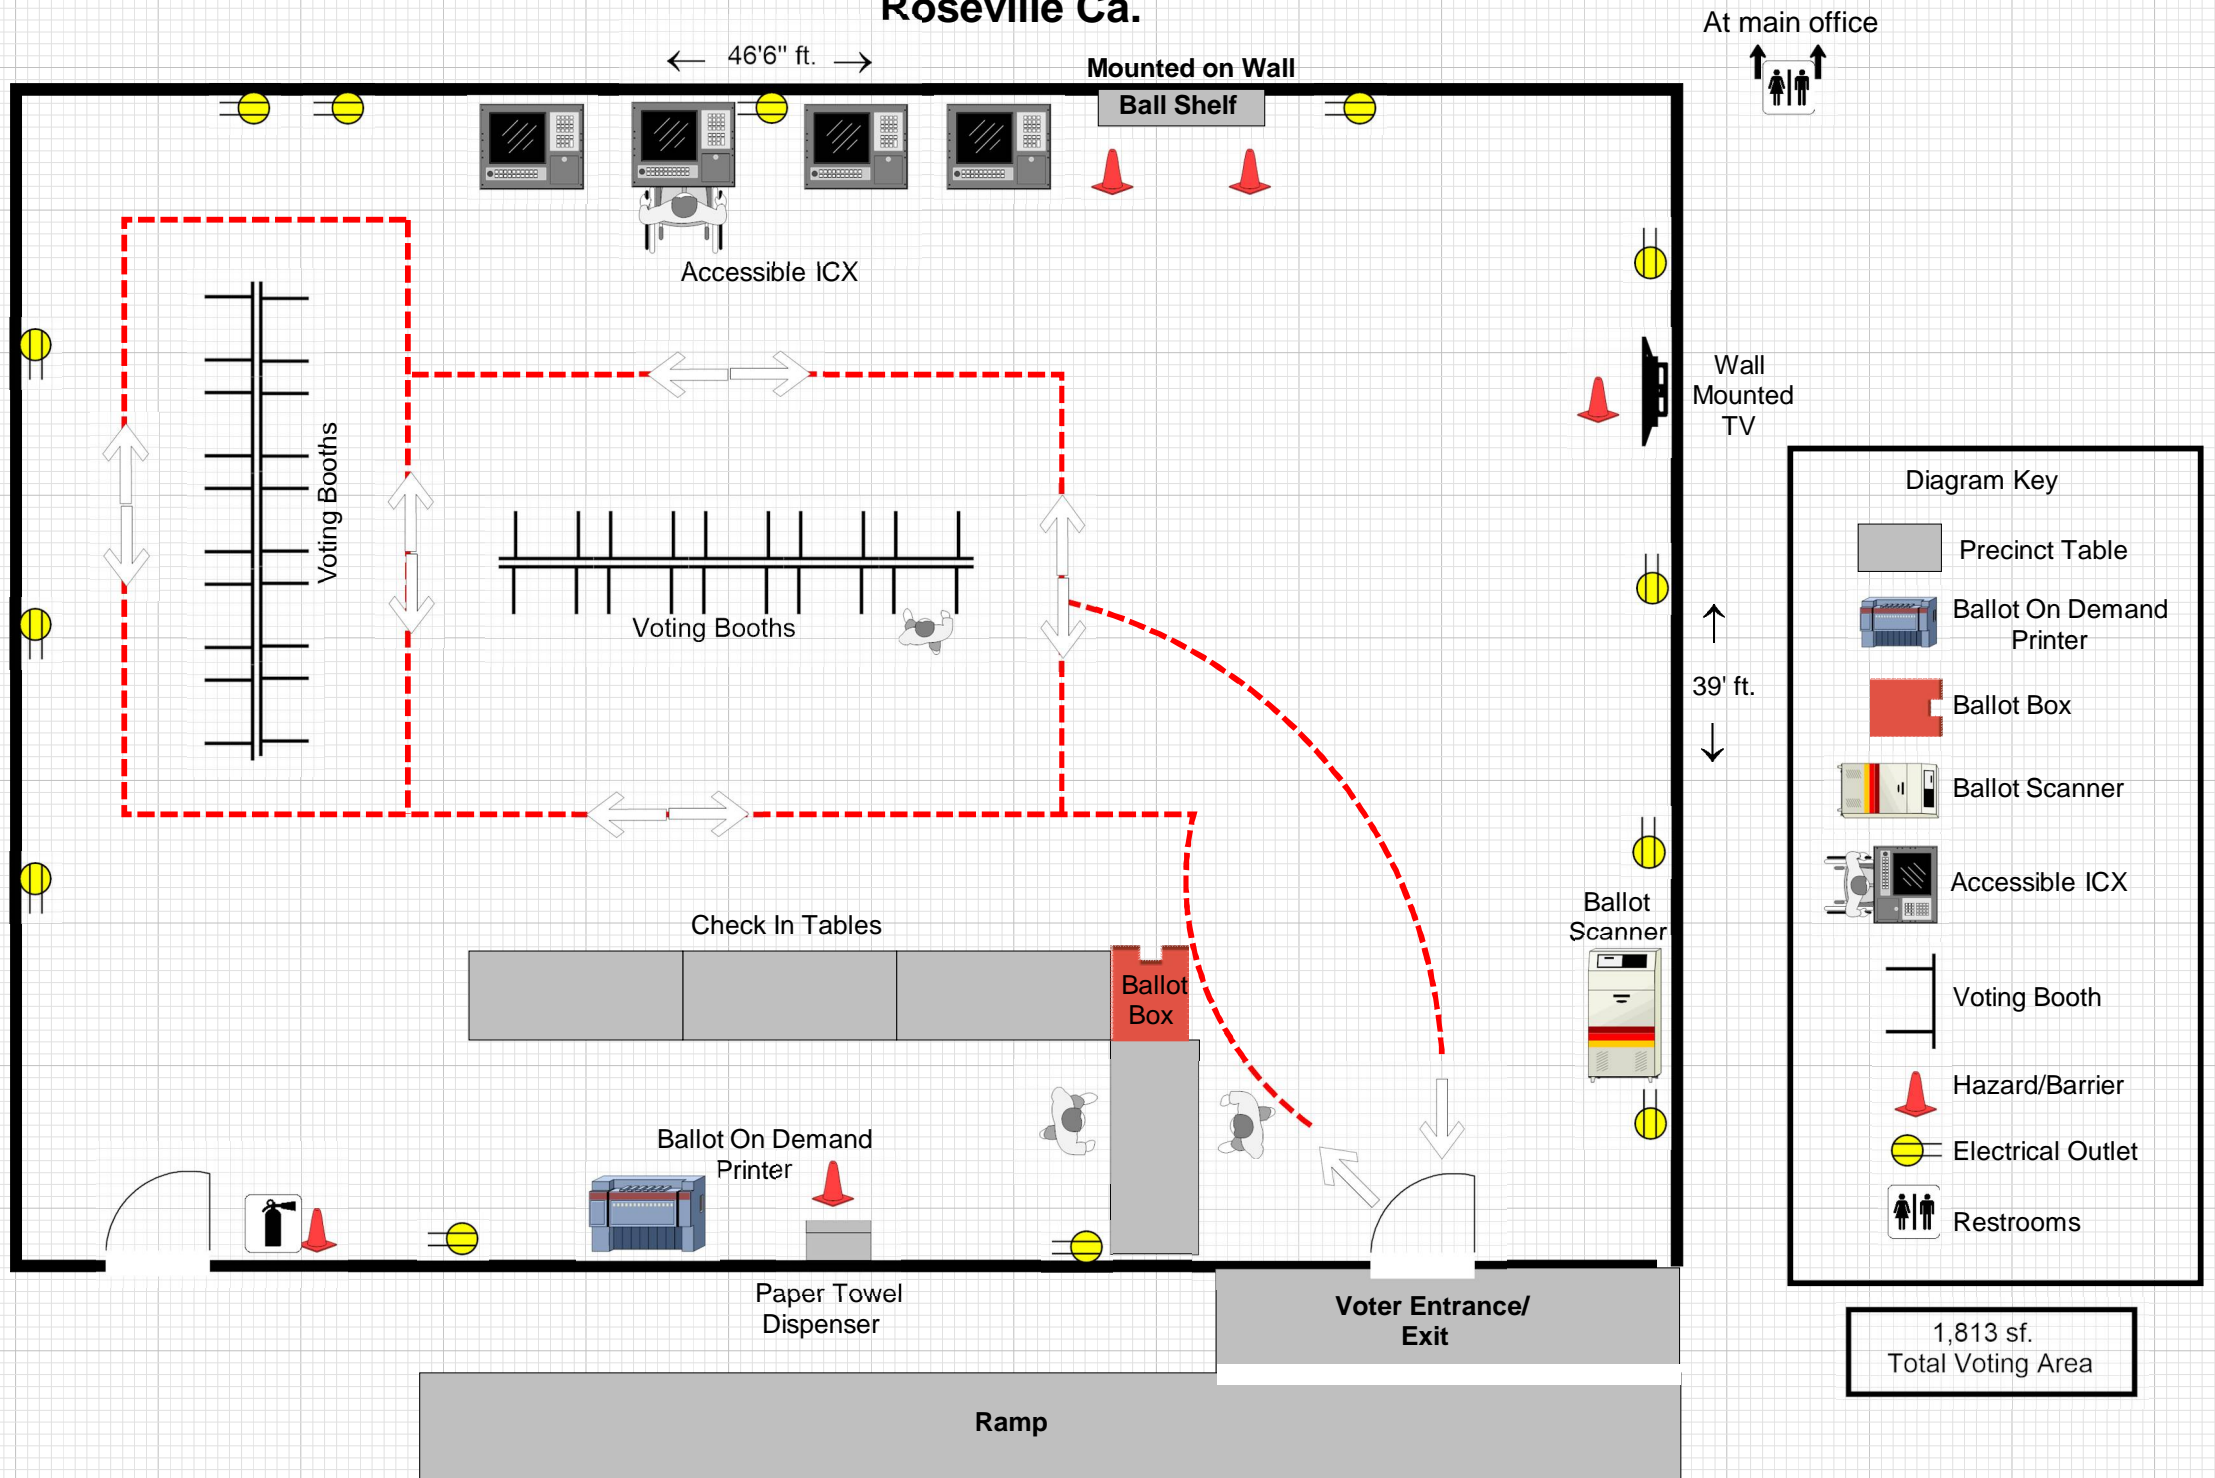 Roseville Ca.
At main office
46'6" ft.
Mounted on Wall
Ball Shelf
Accessible ICX
Wall
Mounted
TV
Voting Booths
Voting Booths
39' ft.
Check In Tables
Ballot
Scanner
Ballot
Box
Ballot On Demand
Printer
Paper Towel
Dispenser
Voter Entrance/
Exit
Ramp
Diagram Key
Precinct Table
Ballot On Demand
Printer
Ballot Box
Ballot Scanner
Accessible ICX
Voting Booth
Hazard/Barrier
Electrical Outlet
Restrooms
1,813 sf.
Total Voting Area